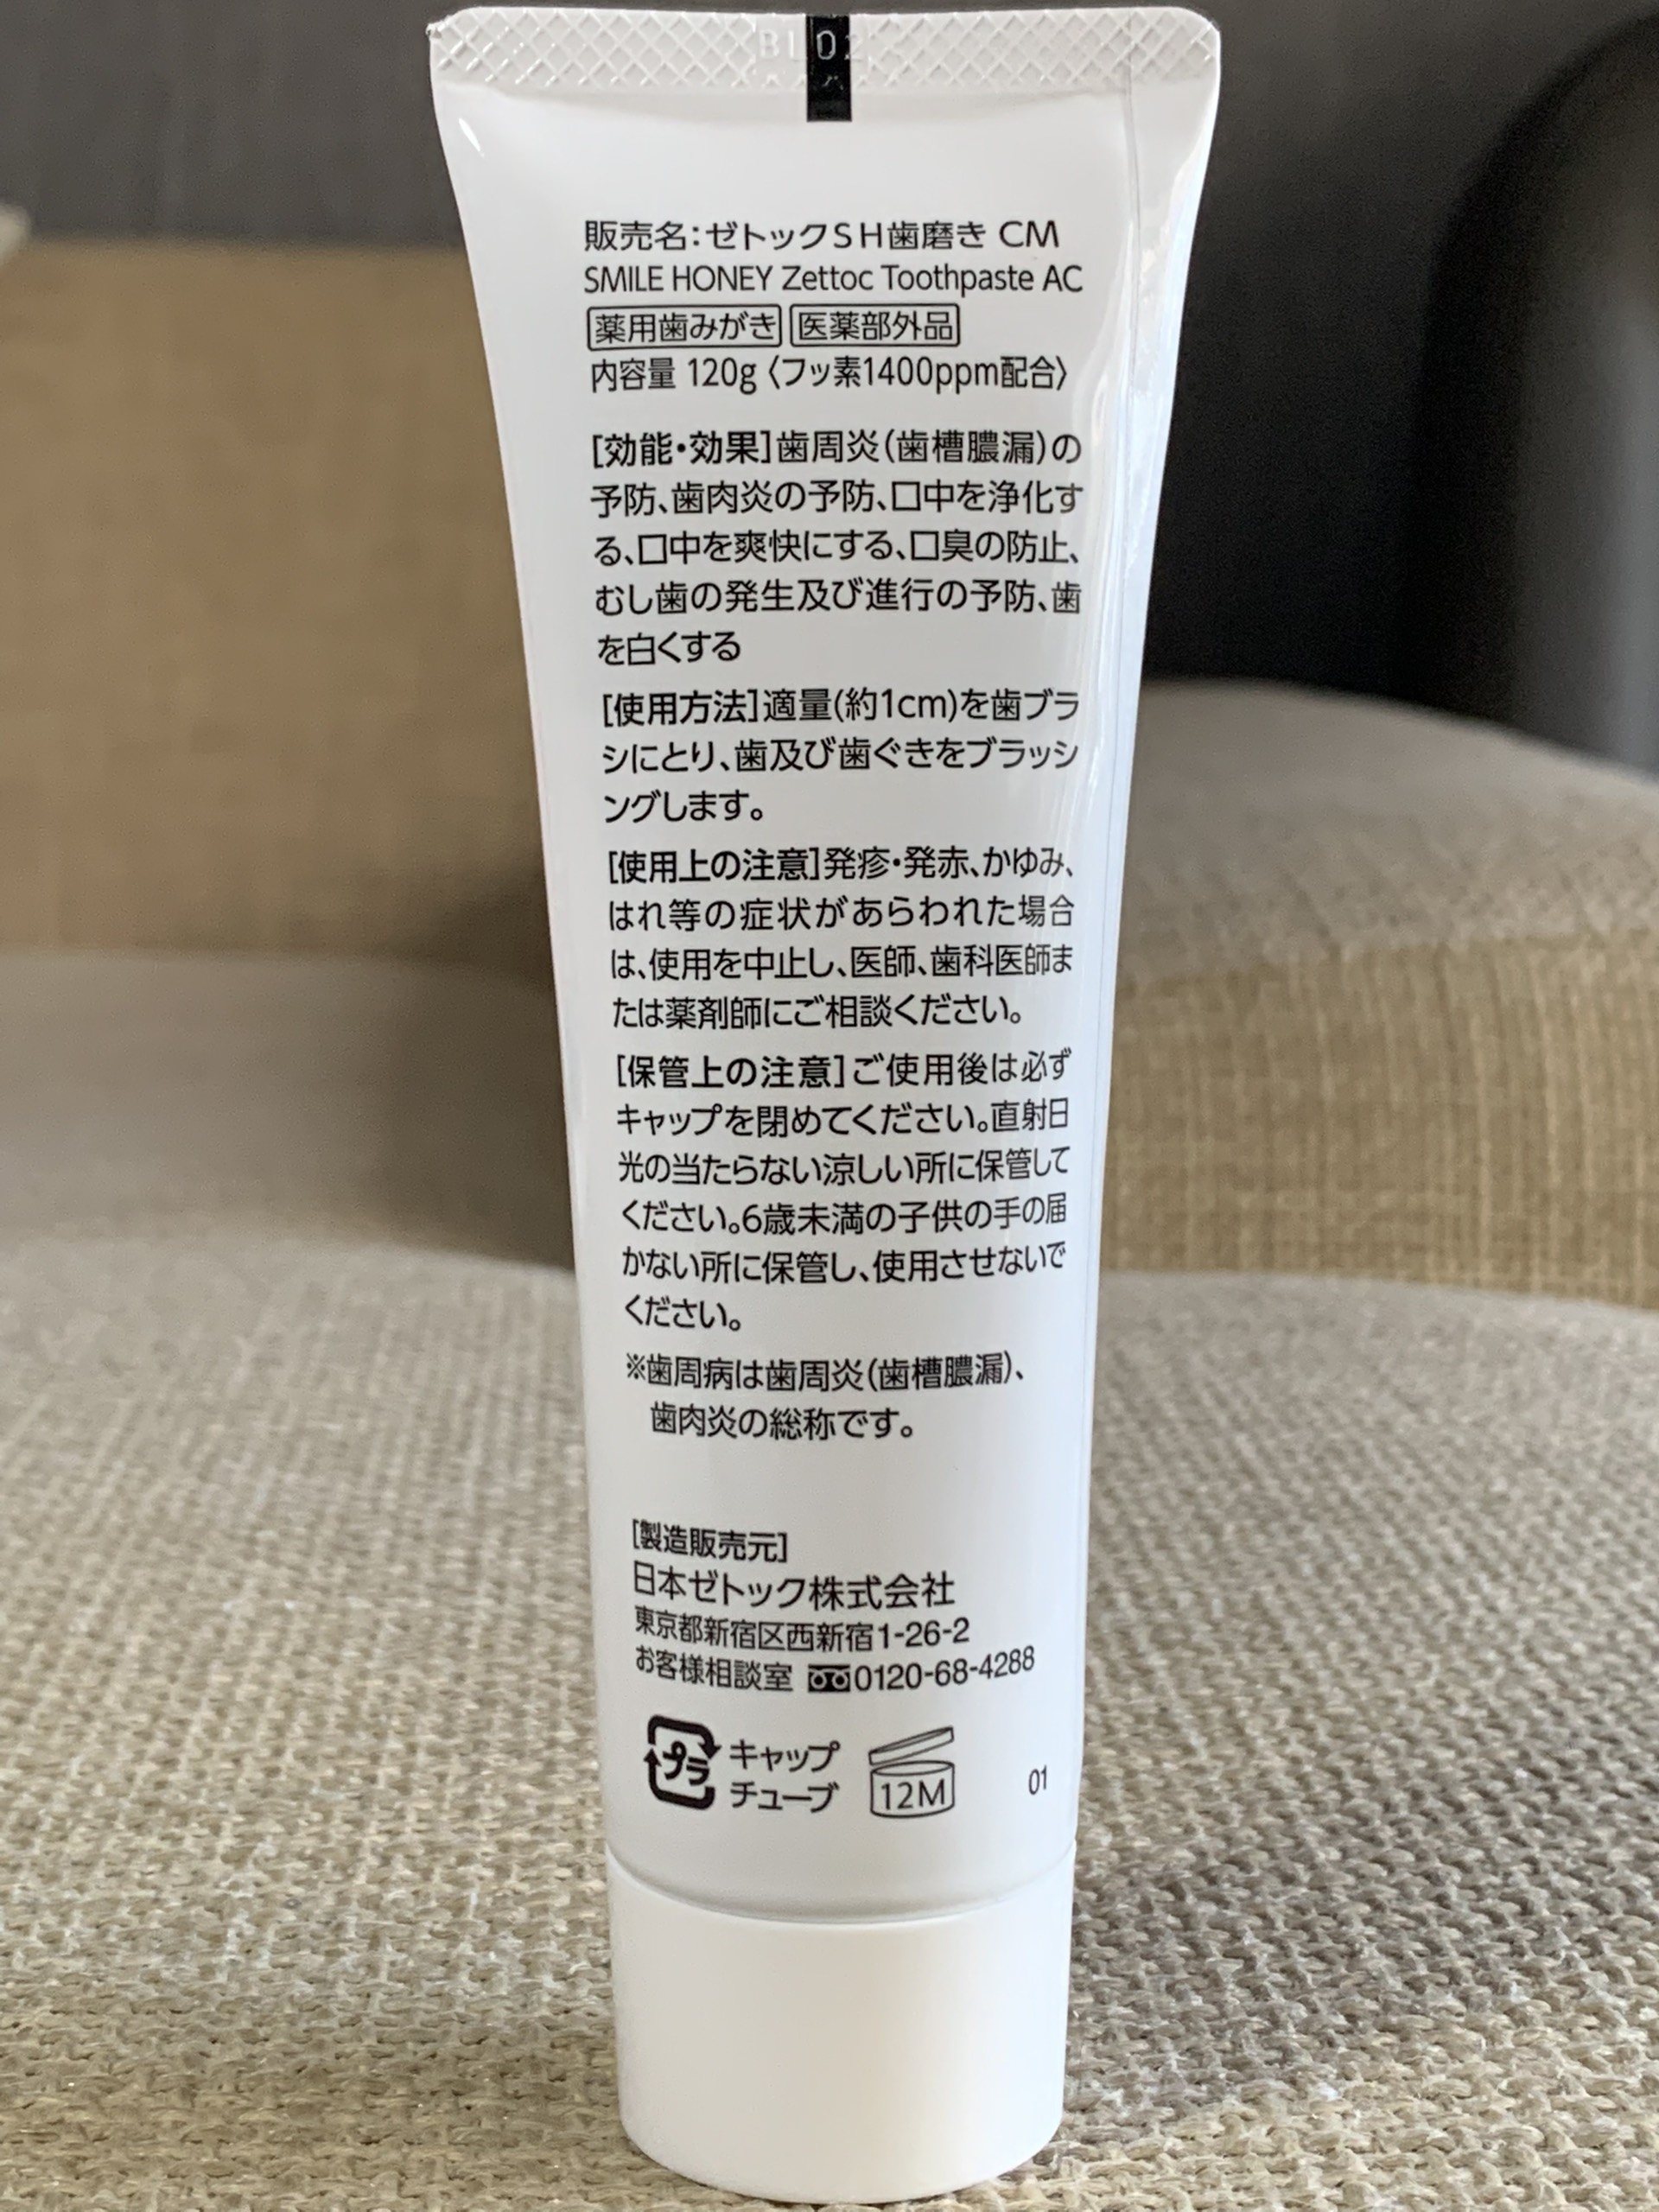 BL02
販売名:ゼトックSH歯磨き CM
SMILE HONEY Zettoc Toothpaste AC
薬用歯みがき 医薬部外品
内容量 120g〈フッ素1400ppm配合〉
[効能・効果]歯周炎(歯槽膿漏)の
予防、歯肉炎の予防、口中を浄化す
る、口中を爽快にする、口臭の防止、
むし歯の発生及び進行の予防、歯
を白くする
[使用方法]適量(約1cm)を歯ブラ
シにとり、歯及び歯ぐきをブラッシ
ングします。
[使用上の注意]発疹・発赤、かゆみ、
はれ等の症状があらわれた場合
は、使用を中止し、医師、歯科医師ま
たは薬剤師にご相談ください。
[保管上の注意]ご使用後は必ず
キャップを閉めてください。直射日
光の当たらない涼しい所に保管して
ください。6歳未満の子供の手の届
かない所に保管し、使用させないで
ください。
※歯周病は歯周炎(歯槽膿漏)、
歯肉炎の総称です。
[製造販売元]
日本ゼトック株式会社
東京都新宿区西新宿1-26-2
お客様相談室 0120-68-4288
プラ キャップ
チューブ
12M
01